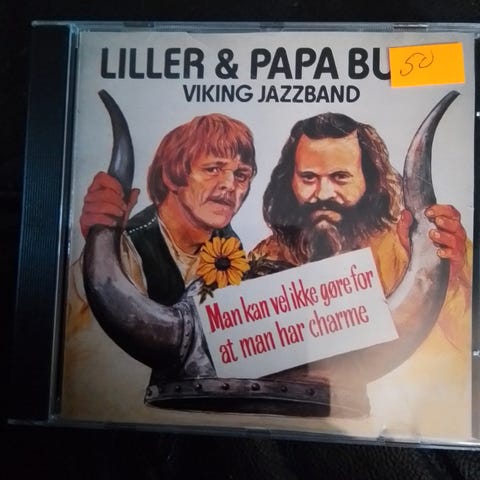 LILLER & PAPA BU
50
VIKING JAZZBAND
Man kan vel ikke gøre for
at man har charme